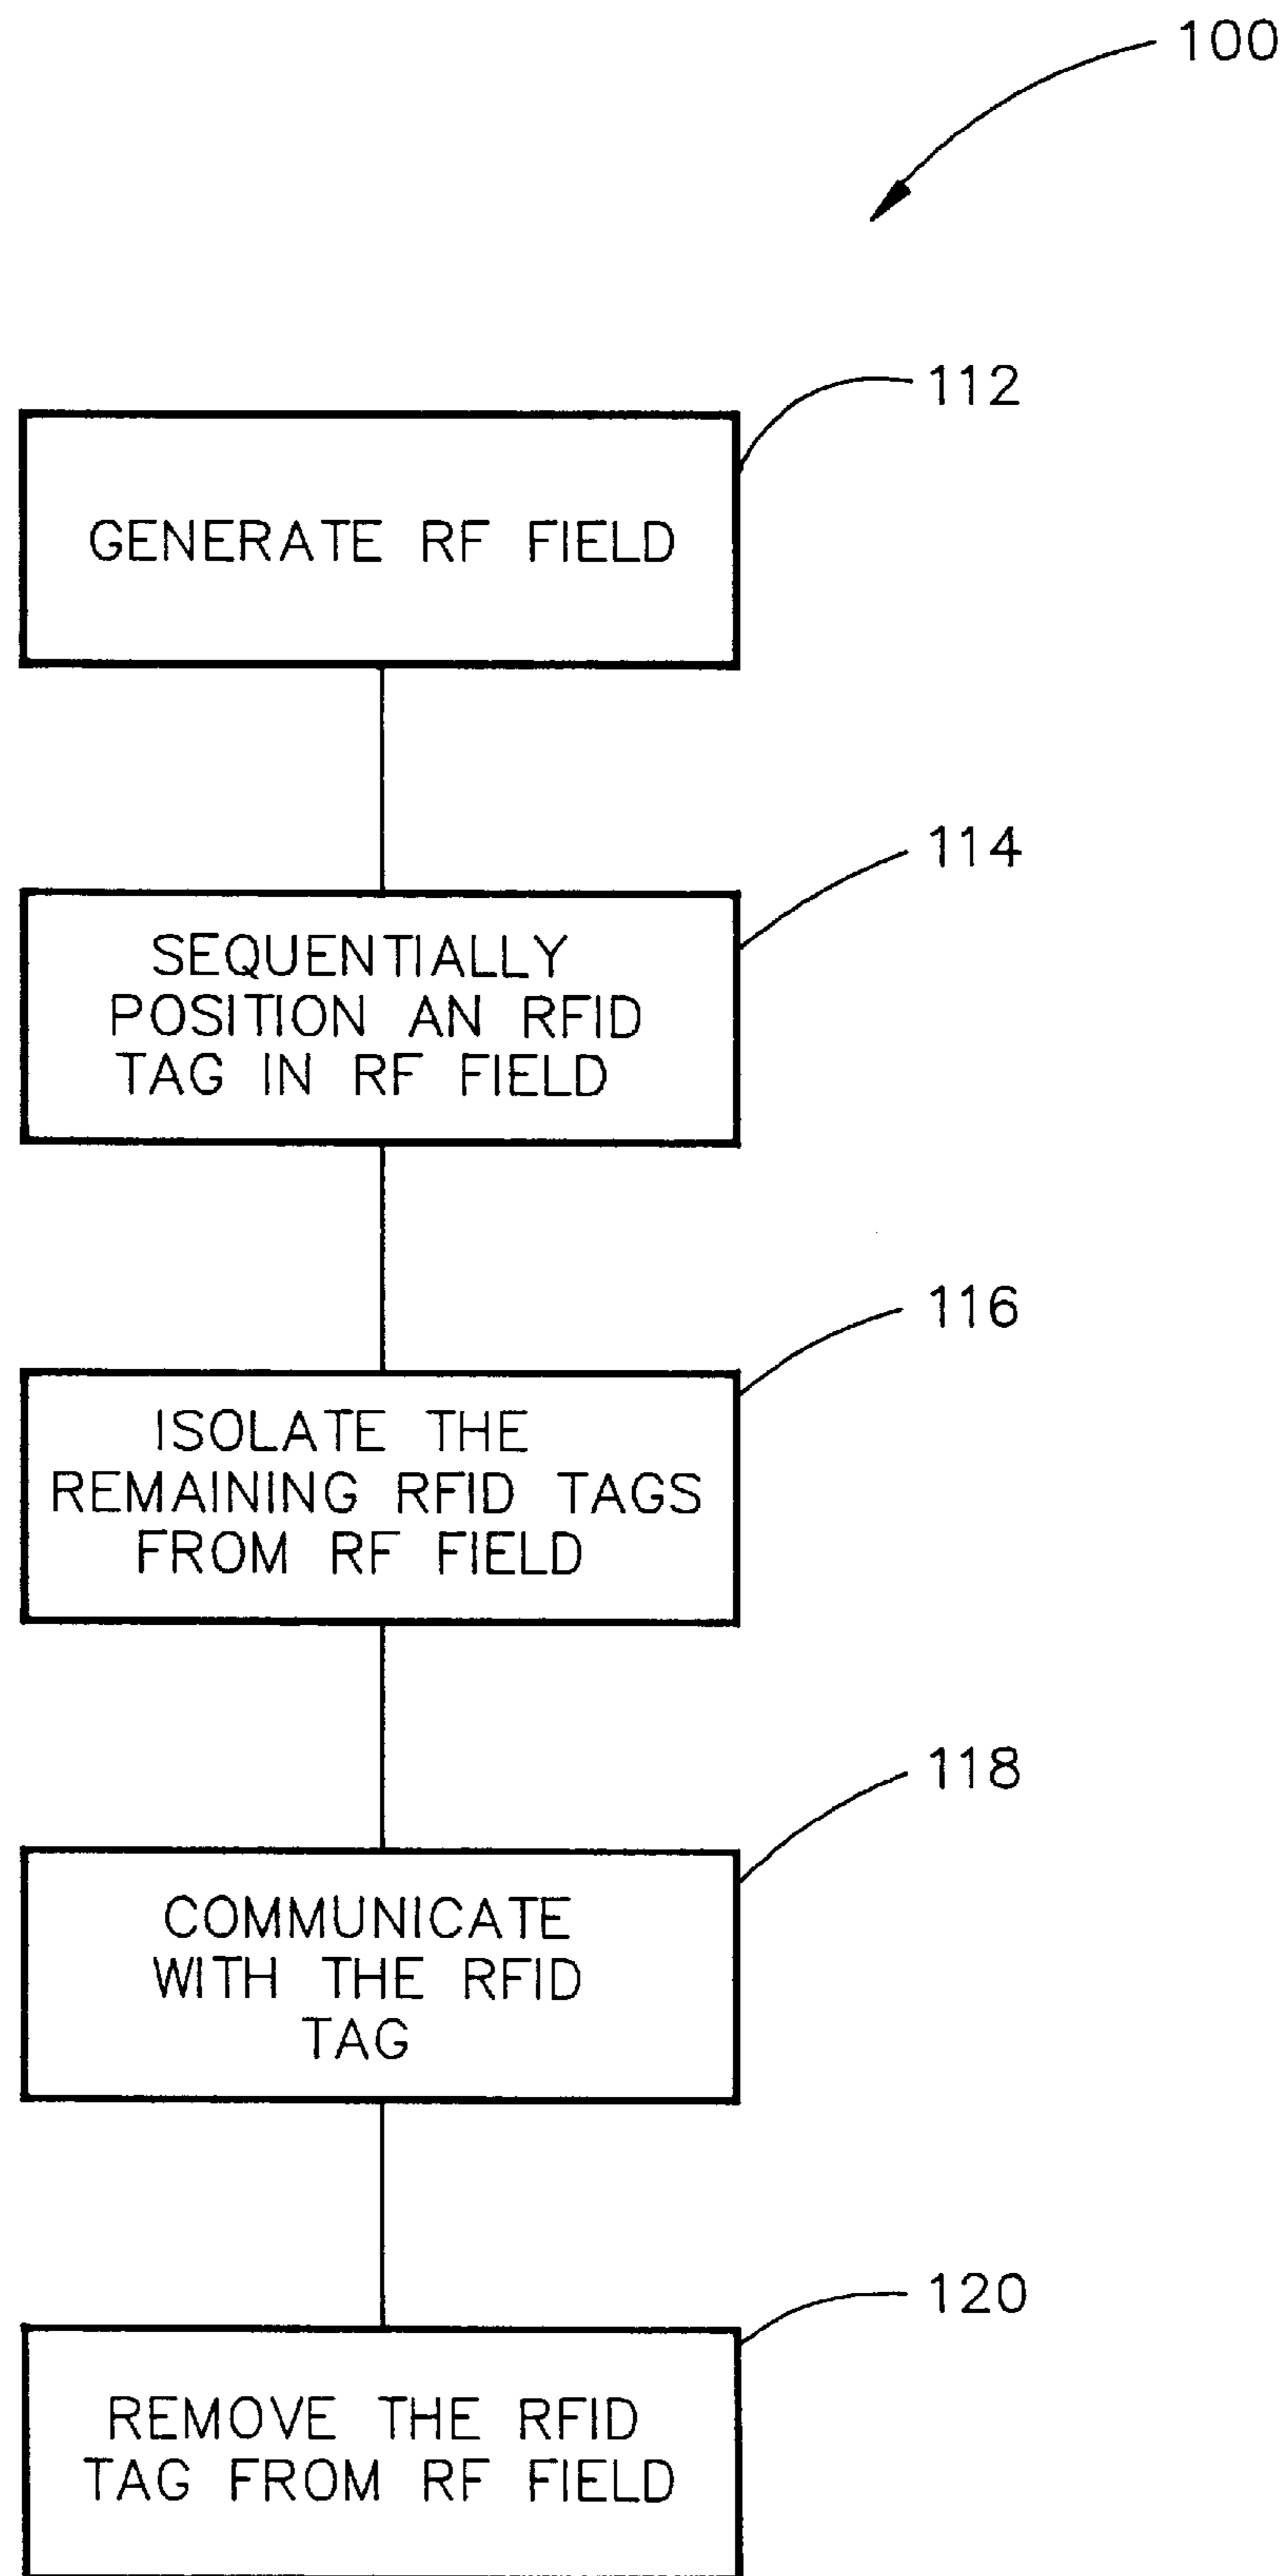 100
112
GENERATE RF FIELD
114
SEQUENTIALLY
POSITION AN RFID
TAG IN RF FIELD
116
ISOLATE THE
REMAINING RFID TAGS
FROM RF FIELD
118
COMMUNICATE
WITH THE RFID
TAG
120
REMOVE THE RFID
TAG FROM RF FIELD